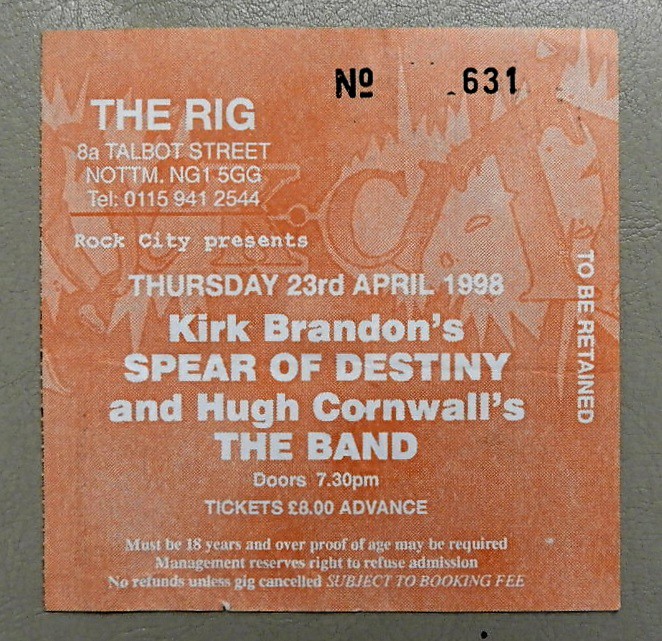 Nº 631
THE RIG
8a TALBOT STREET
NOTTM. NG1 5GG
Tel: 0115 941 2544
Rock City presents
THURSDAY 23rd APRIL 1998
Kirk Brandon's
SPEAR OF DESTINY
and Hugh Cornwall's
THE BAND
Doors 7.30pm
TICKETS £8.00 ADVANCE
Must be 18 years and over proof of age may be required
Management reserves right to refuse admission
No refunds unless gig cancelled SUBJECT TO BOOKING FEE
TO BE RETAINED